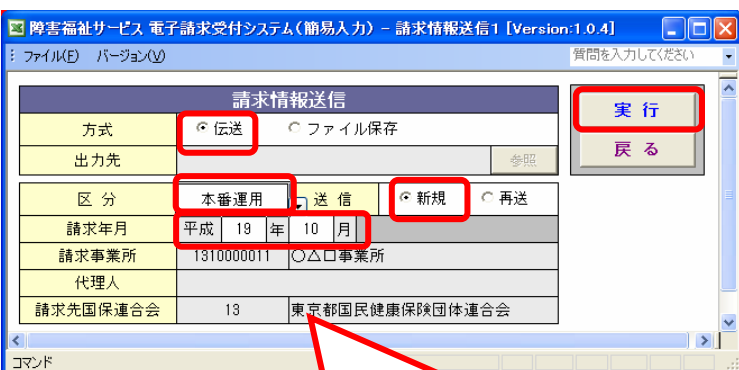 障害福祉サービス 電子請求受付システム(簡易入力) - 請求情報送信1 [Version:1.0.4]
ファイル(F) バージョン(V) 質問を入力してください
請求情報送信
実 行
方式 伝送 ファイル保存
戻 る
出力先 参照
区 分 本番運用 送 信 新規 再送
請求年月 平成 19 年 10 月
請求事業所 1310000011 ○△□事業所
代理人
請求先国保連合会 13 東京都国民健康保険団体連合会
コマンド